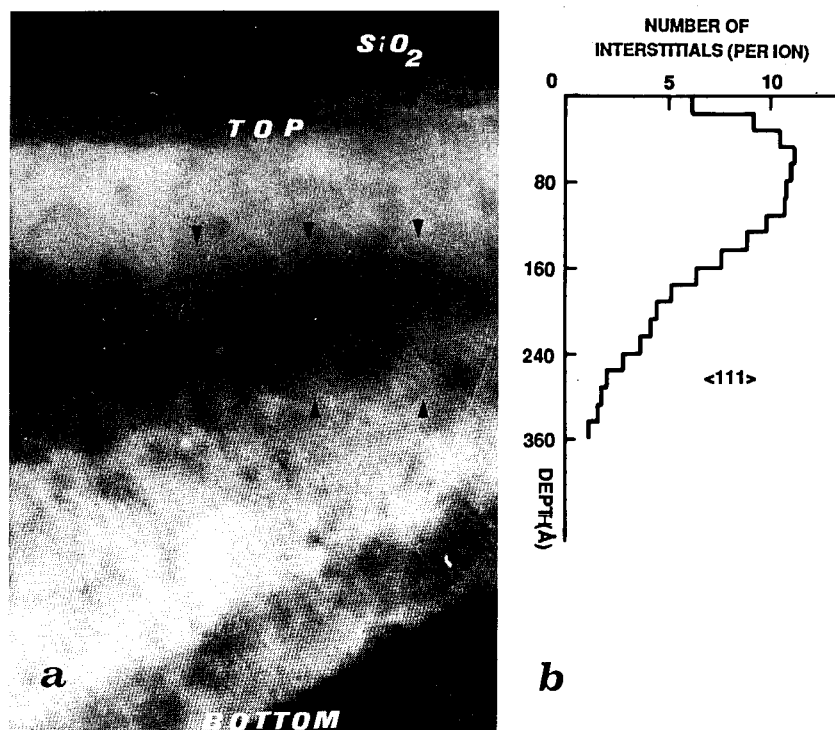 SiO2
TOP
a
BOTTOM
NUMBER OF
INTERSTITIALS (PER ION)
0 5 10
80
160
240
<111>
360
DEPTH(Å)
b